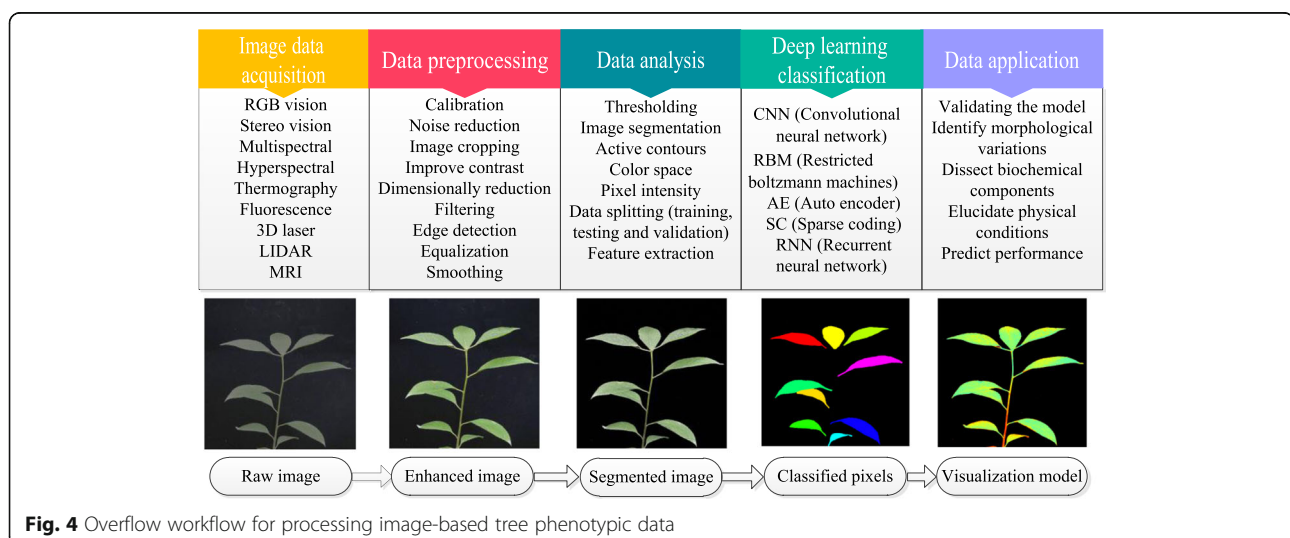 Image data
acquisition
RGB vision
Stereo vision
Multispectral
Hyperspectral
Thermography
Fluorescence
3D laser
LIDAR
MRI
Data preprocessing
Calibration
Noise reduction
Image cropping
Improve contrast
Dimensionally reduction
Filtering
Edge detection
Equalization
Smoothing
Data analysis
Thresholding
Image segmentation
Active contours
Color space
Pixel intensity
Data splitting (training,
testing and validation)
Feature extraction
Deep learning
classification
CNN (Convolutional
neural network)
RBM (Restricted
boltzmann machines)
AE (Auto encoder)
SC (Sparse coding)
RNN (Recurrent
neural network)
Data application
Validating the model
Identify morphological
variations
Dissect biochemical
components
Elucidate physical
conditions
Predict performance
Raw image
Enhanced image
Segmented image
Classified pixels
Visualization model
Fig. 4 Overflow workflow for processing image-based tree phenotypic data